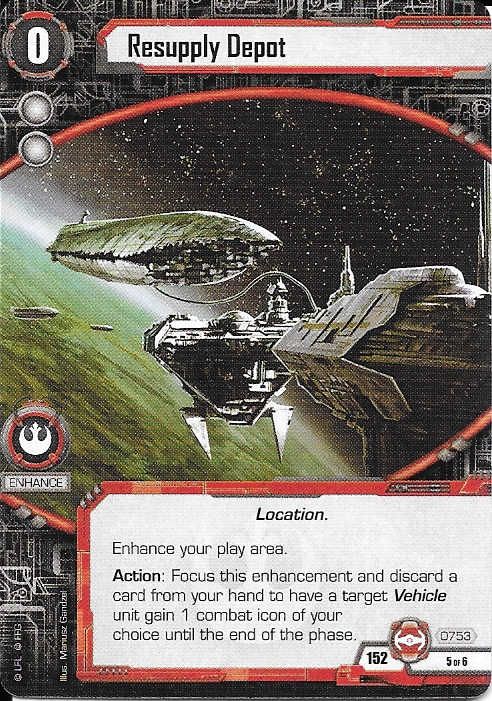 0
Resupply Depot
ENHANCE
Location.
Enhance your play area.
Action: Focus this enhancement and discard a
card from your hand to have a target Vehicle
unit gain 1 combat icon of your
choice until the end of the phase.
152
0753
5 OF 6
© LFL © FFG
Illus. Mariusz Gandzel